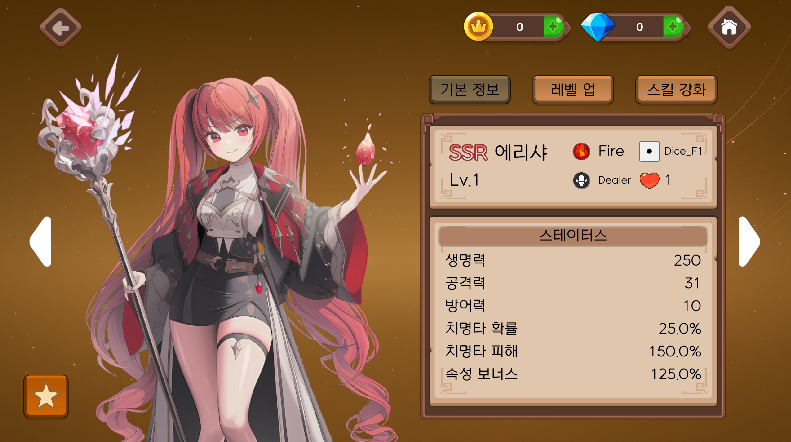 0 0
기본 정보 레벨 업 스킬 강화
SSR 에리샤 Fire Dice_F1
Lv.1 Dealer 1
스테이터스
생명력 250
공격력 31
방어력 10
치명타 확률 25.0%
치명타 피해 150.0%
속성 보너스 125.0%